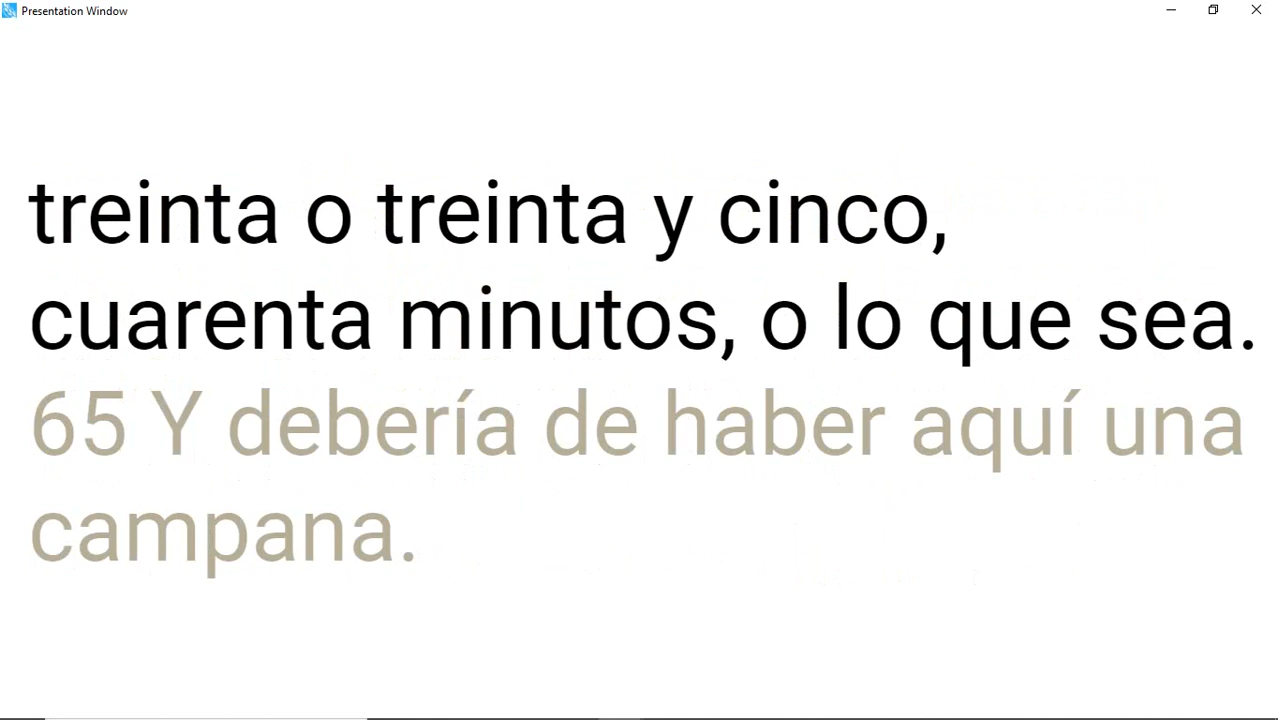 Presentation Window
treinta o treinta y cinco,
cuarenta minutos, o lo que sea.
65 Y debería de haber aquí una
campana.